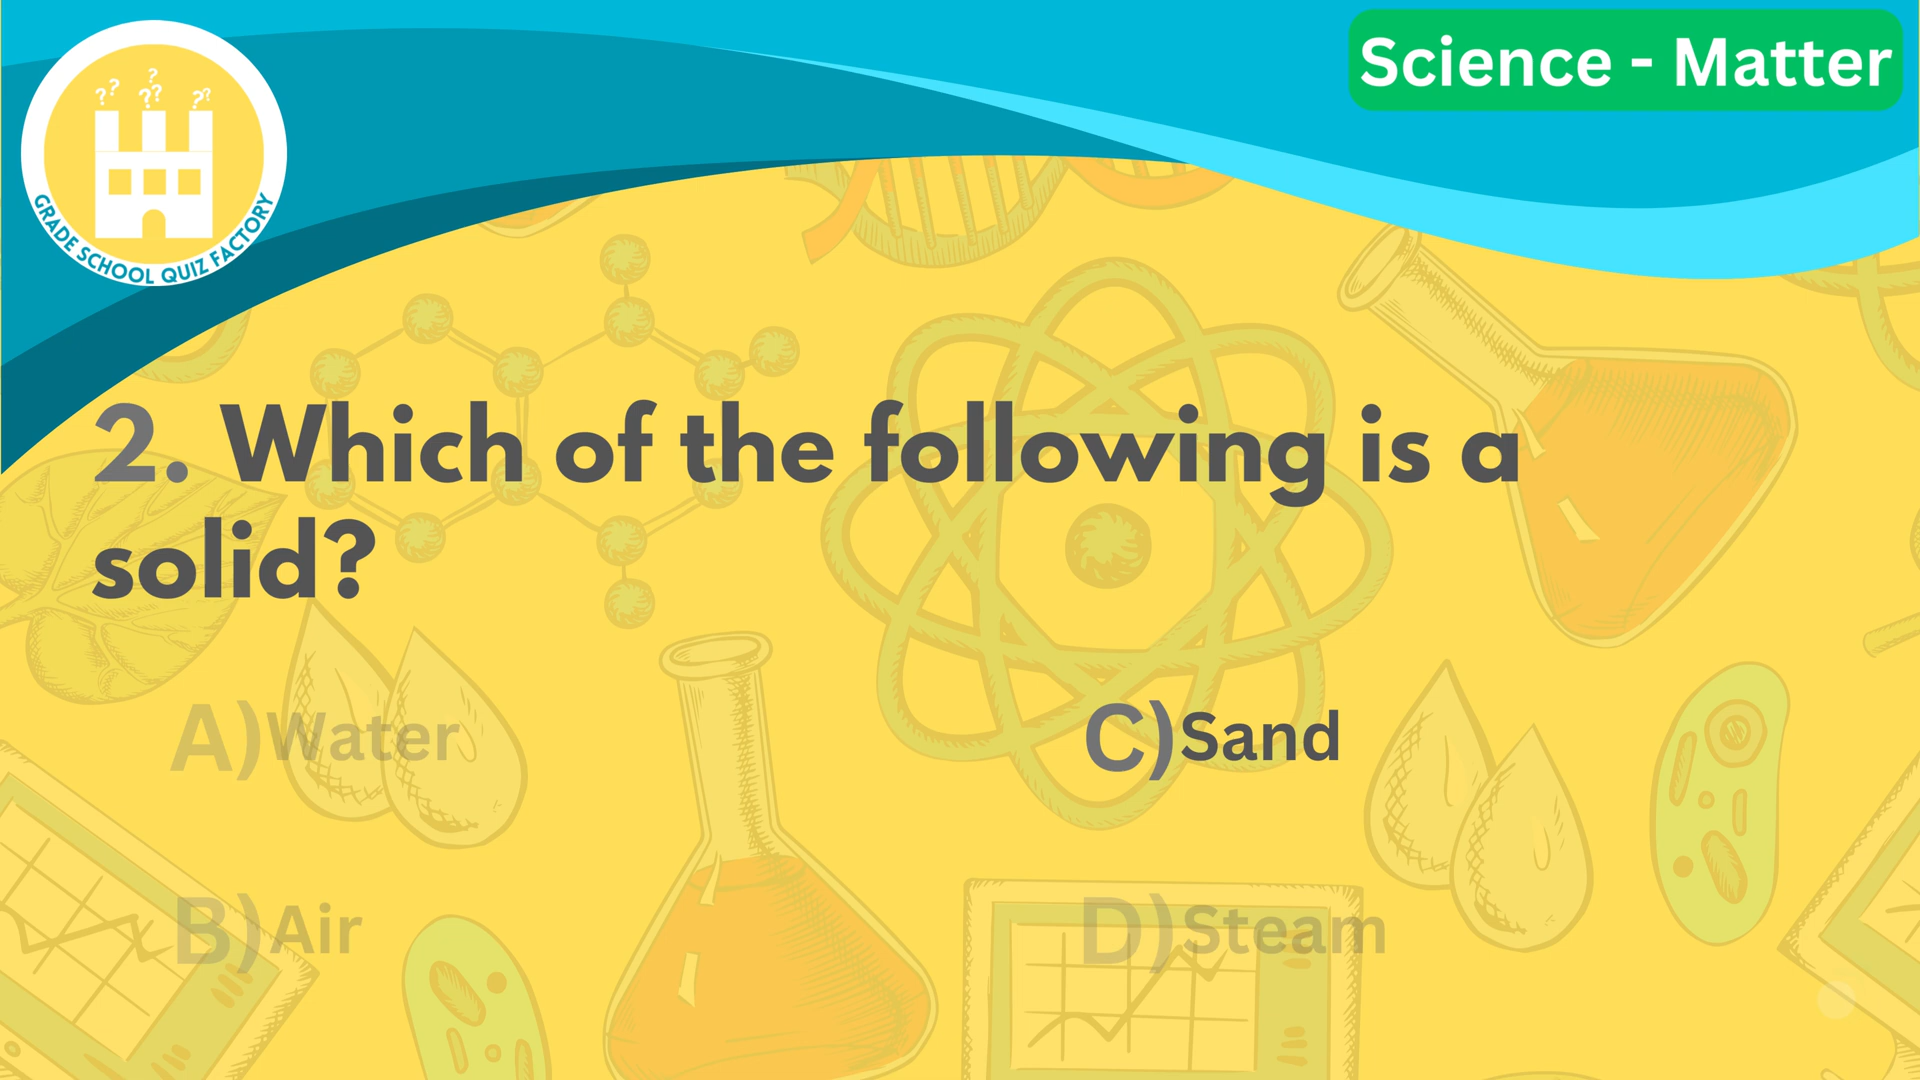 Science - Matter
? ? ? ? ? ? ?
GRADE SCHOOL QUIZ FACTORY
2. Which of the following is a
solid?
A) Water
C) Sand
B) Air
D) Steam